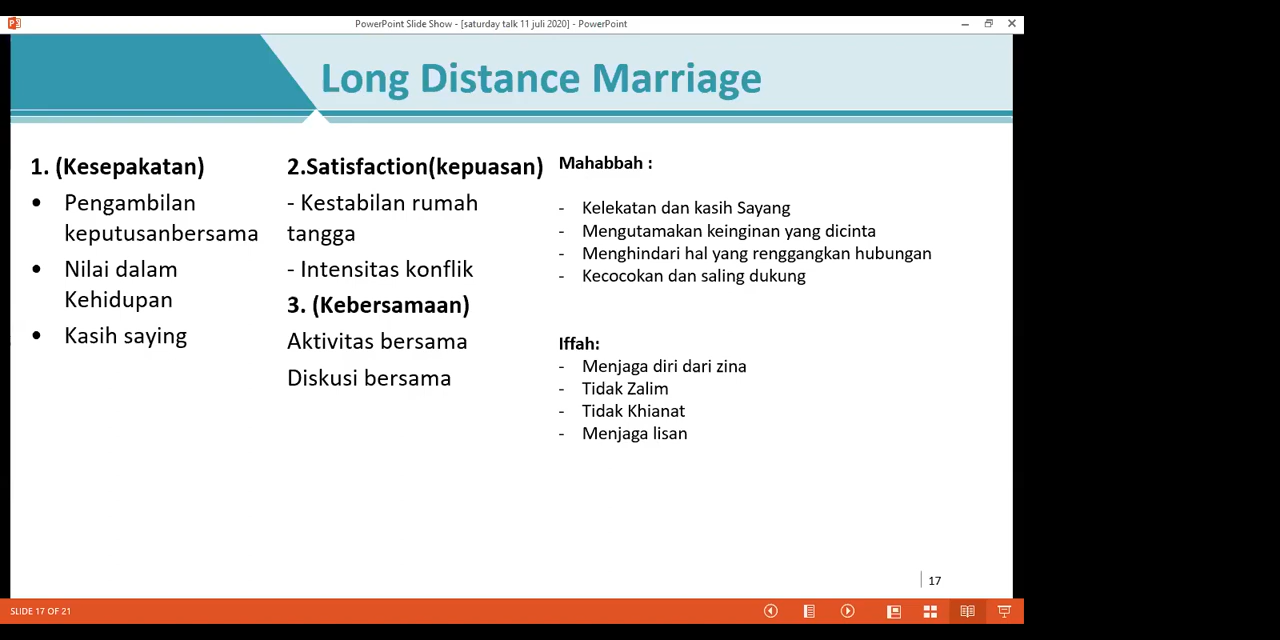 PowerPoint Slide Show - [saturday talk 11 juli 2020] - PowerPoint
Long Distance Marriage
1. (Kesepakatan)
• Pengambilan
keputusanbersama
• Nilai dalam
Kehidupan
• Kasih saying
2.Satisfaction(kepuasan)
- Kestabilan rumah
tangga
- Intensitas konflik
3. (Kebersamaan)
Aktivitas bersama
Diskusi bersama
Mahabbah :
- Kelekatan dan kasih Sayang
- Mengutamakan keinginan yang dicinta
- Menghindari hal yang renggangkan hubungan
- Kecocokan dan saling dukung
Iffah:
- Menjaga diri dari zina
- Tidak Zalim
- Tidak Khianat
- Menjaga lisan
17
SLIDE 17 OF 21